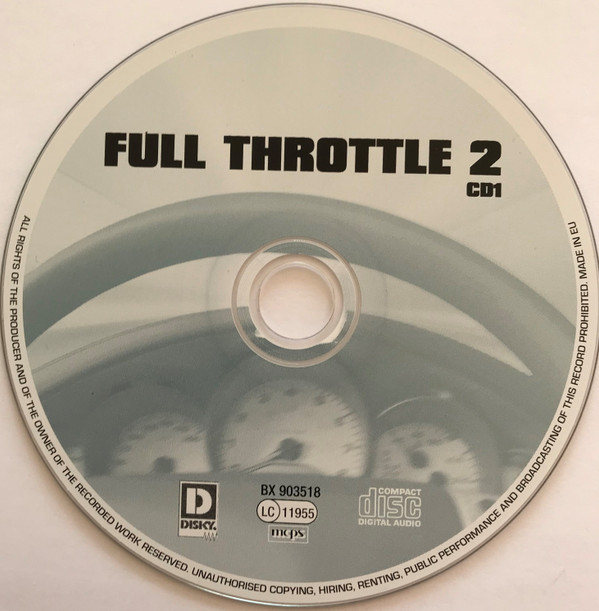 FULL THROTTLE 2
CD1
ALL RIGHTS OF THE PRODUCER AND OF THE OWNER OF THE RECORDED WORK RESERVED. UNAUTHORISED COPYING, HIRING, RENTING, PUBLIC PERFORMANCE AND BROADCASTING OF THIS RECORD PROHIBITED. MADE IN EU
D
DISKY.
BX 903518
LC 11955
mcps
COMPACT
disc
DIGITAL AUDIO